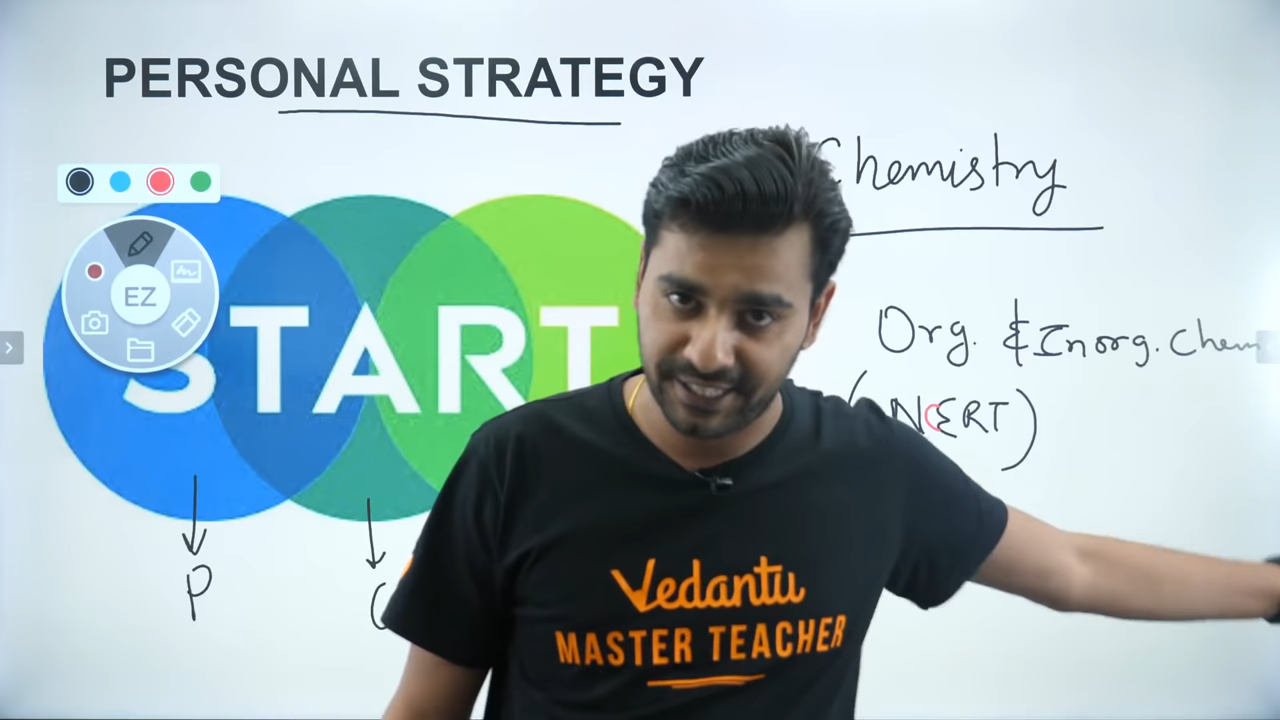 PERSONAL STRATEGY
Chemistry
EZ
START
Org. & Inorg. Chem
(NCERT)
P
C
Vedantu
MASTER TEACHER